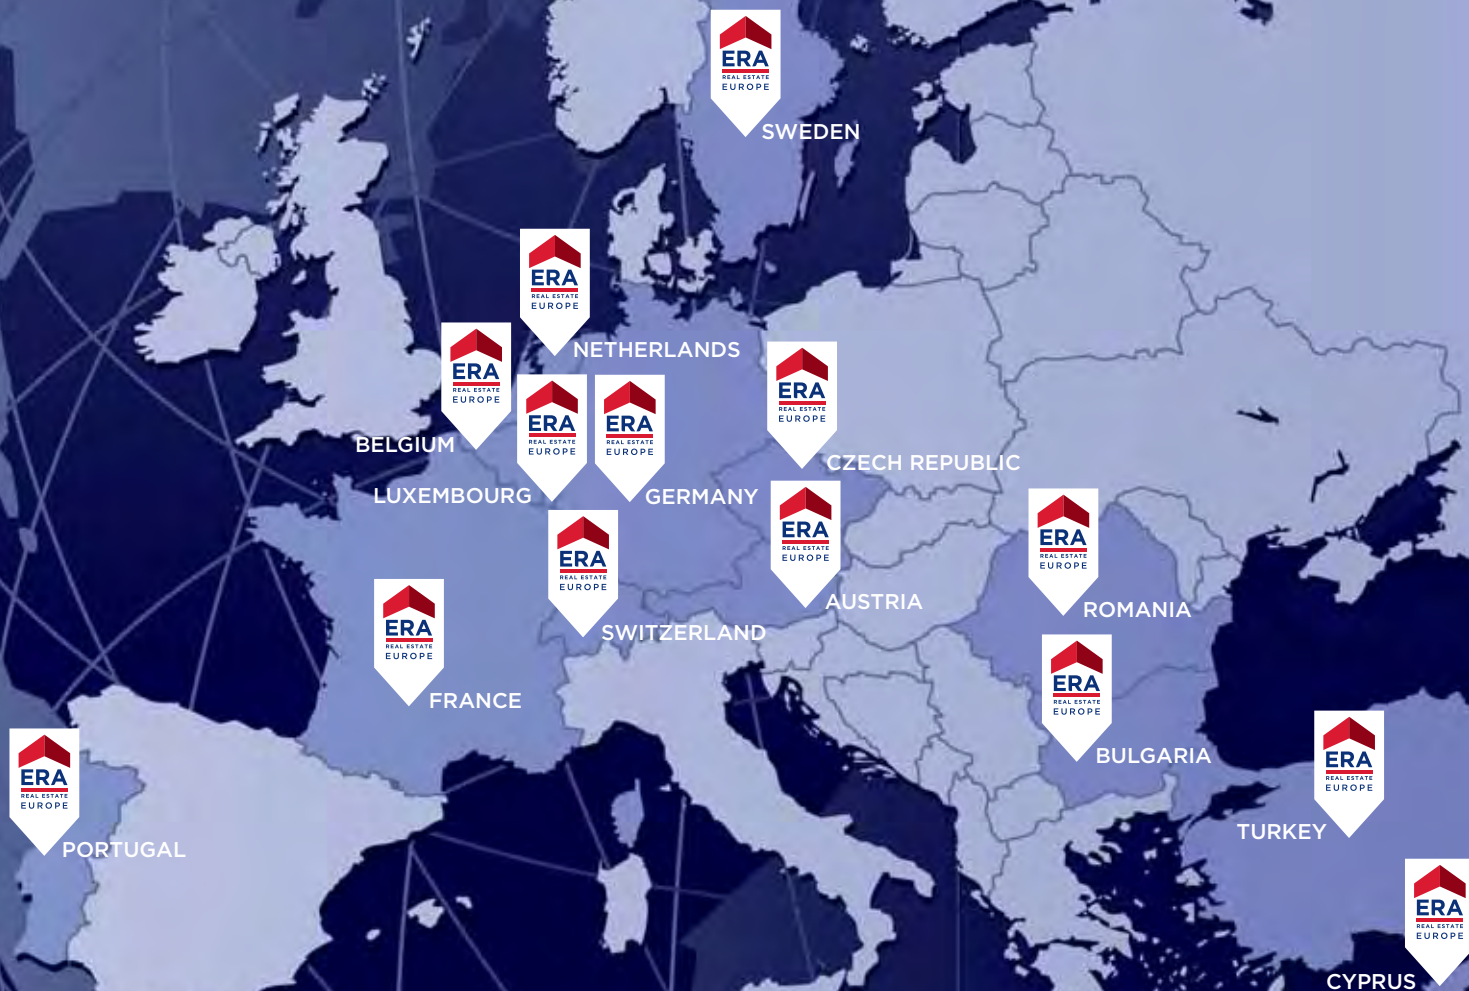 ERA
REAL ESTATE
EUROPE
SWEDEN
ERA
REAL ESTATE
EUROPE
NETHERLANDS
ERA
REAL ESTATE
EUROPE
BELGIUM
ERA
REAL ESTATE
EUROPE
LUXEMBOURG
ERA
REAL ESTATE
EUROPE
GERMANY
ERA
REAL ESTATE
EUROPE
CZECH REPUBLIC
ERA
REAL ESTATE
EUROPE
AUSTRIA
ERA
REAL ESTATE
EUROPE
ROMANIA
ERA
REAL ESTATE
EUROPE
SWITZERLAND
ERA
REAL ESTATE
EUROPE
FRANCE
ERA
REAL ESTATE
EUROPE
BULGARIA
ERA
REAL ESTATE
EUROPE
PORTUGAL
ERA
REAL ESTATE
EUROPE
TURKEY
ERA
REAL ESTATE
EUROPE
CYPRUS